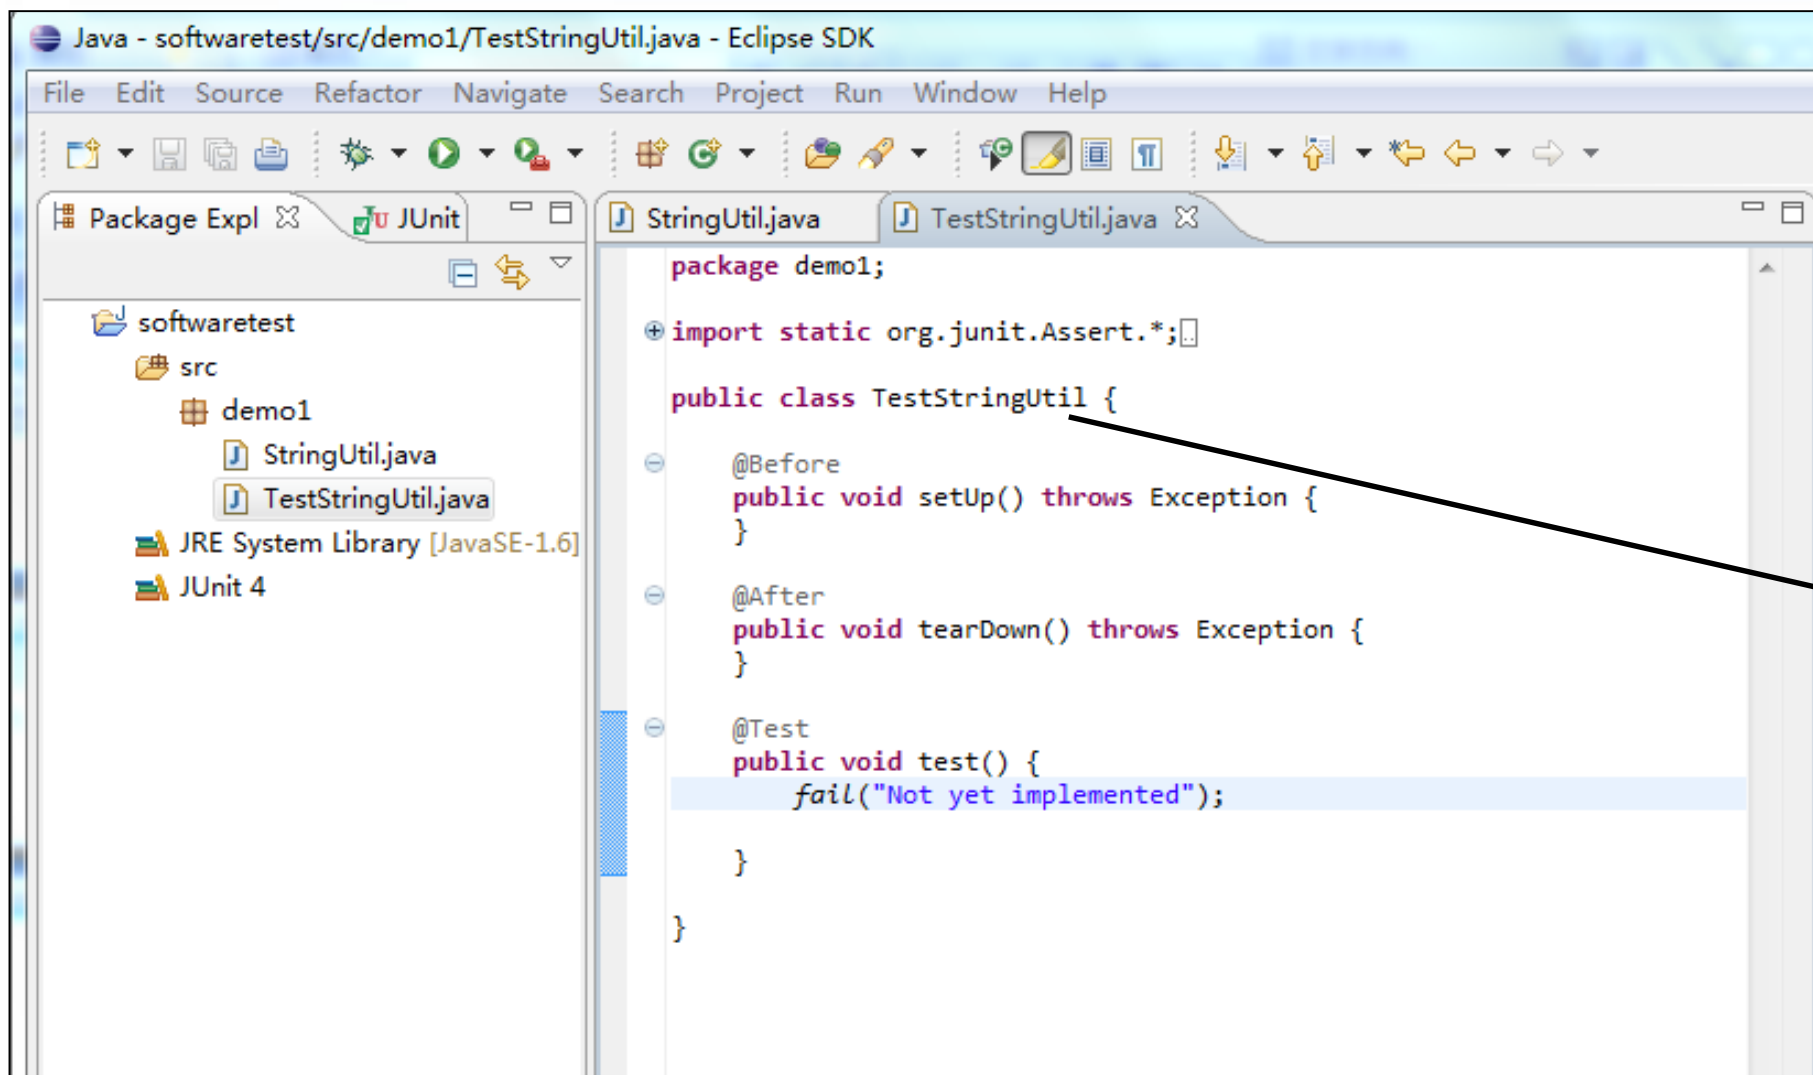 Java - softwaretest/src/demo1/TestStringUtil.java - Eclipse SDK
File Edit Source Refactor Navigate Search Project Run Window Help
Package Expl
JUnit
softwaretest
src
demo1
StringUtil.java
TestStringUtil.java
JRE System Library [JavaSE-1.6]
JUnit 4
StringUtil.java
TestStringUtil.java
package demo1;
import static org.junit.Assert.*;
public class TestStringUtil {
@Before
public void setUp() throws Exception {
}
@After
public void tearDown() throws Exception {
}
@Test
public void test() {
fail("Not yet implemented");
}
}